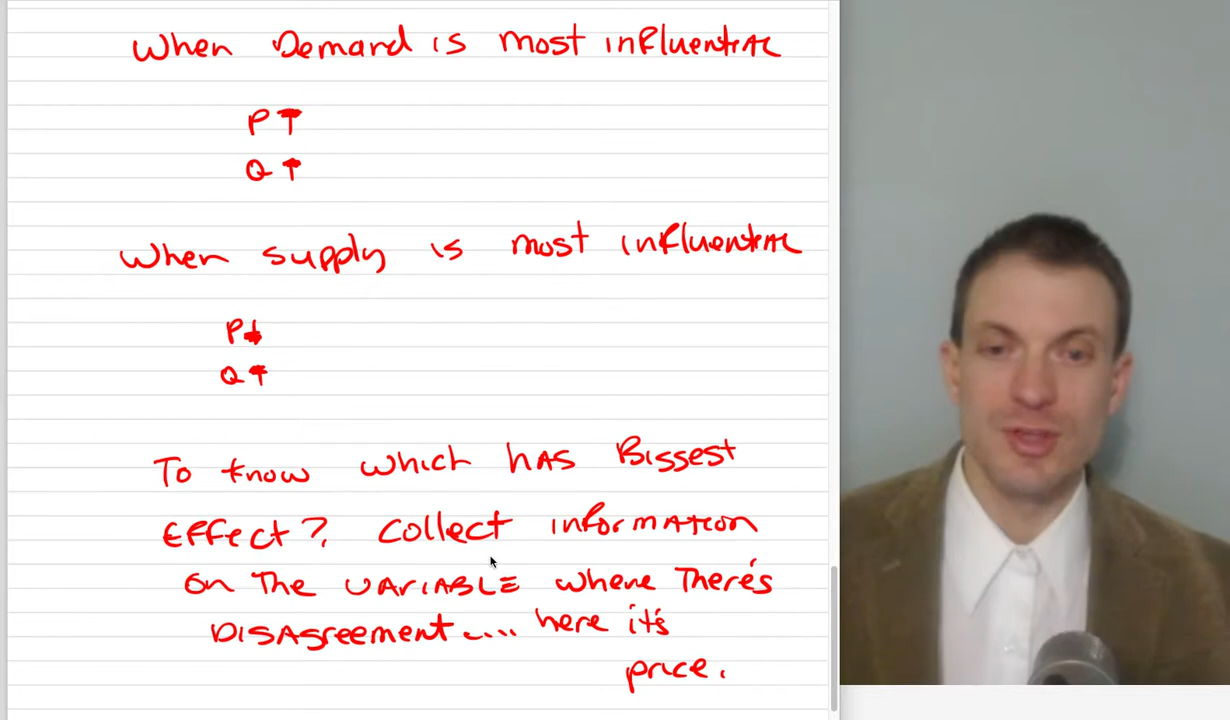 When Demand is most influential
P↑
Q↑
When supply is most influential
P↓
Q↑
To know which has Biggest
Effect? Collect information
on the variable where there's
Disagreement.... here it's
price.